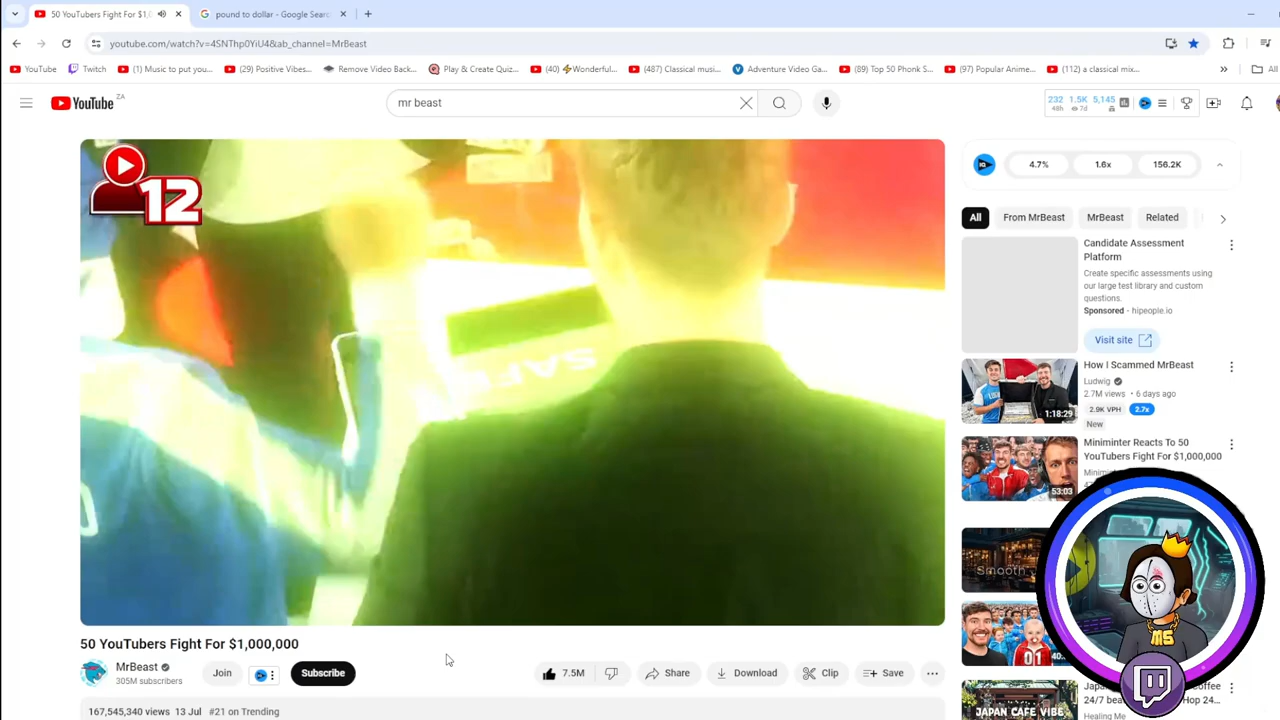 50 YouTubers Fight For $1,0
pound to dollar - Google Searc
youtube.com/watch?v=4SNThp0YiU4&ab_channel=MrBeast
YouTube
Twitch
(1) Music to put you...
(29) Positive Vibes...
Remove Video Back...
Play & Create Quiz...
(40) ⚡Wonderful...
(487) Classical musi...
Adventure Video Ga...
(89) Top 50 Phonk S...
(97) Popular Anime...
(112) a classical mix...
All
YouTube ZA
mr beast
232 1.5K 5,145
48h 7d
12
SAFE
4.7% 1.6x 156.2K
All From MrBeast MrBeast Related
Candidate Assessment
Platform
Create specific assessments using
our large test library and custom
questions.
Sponsored - hipeople.io
Visit site
How I Scammed MrBeast
Ludwig
2.7M views • 6 days ago
2.9K VPH 2.7x
New
1:18:29
Miniminter Reacts To 50
YouTubers Fight For $1,000,000
53:03
Smooth
01
MS
50 YouTubers Fight For $1,000,000
MrBeast
305M subscribers
Join
Subscribe
7.5M
Share
Download
Clip
Save
167,545,340 views 13 Jul #21 on Trending
JAPAN CAFE VIBE
24/7 bea
Healing Me